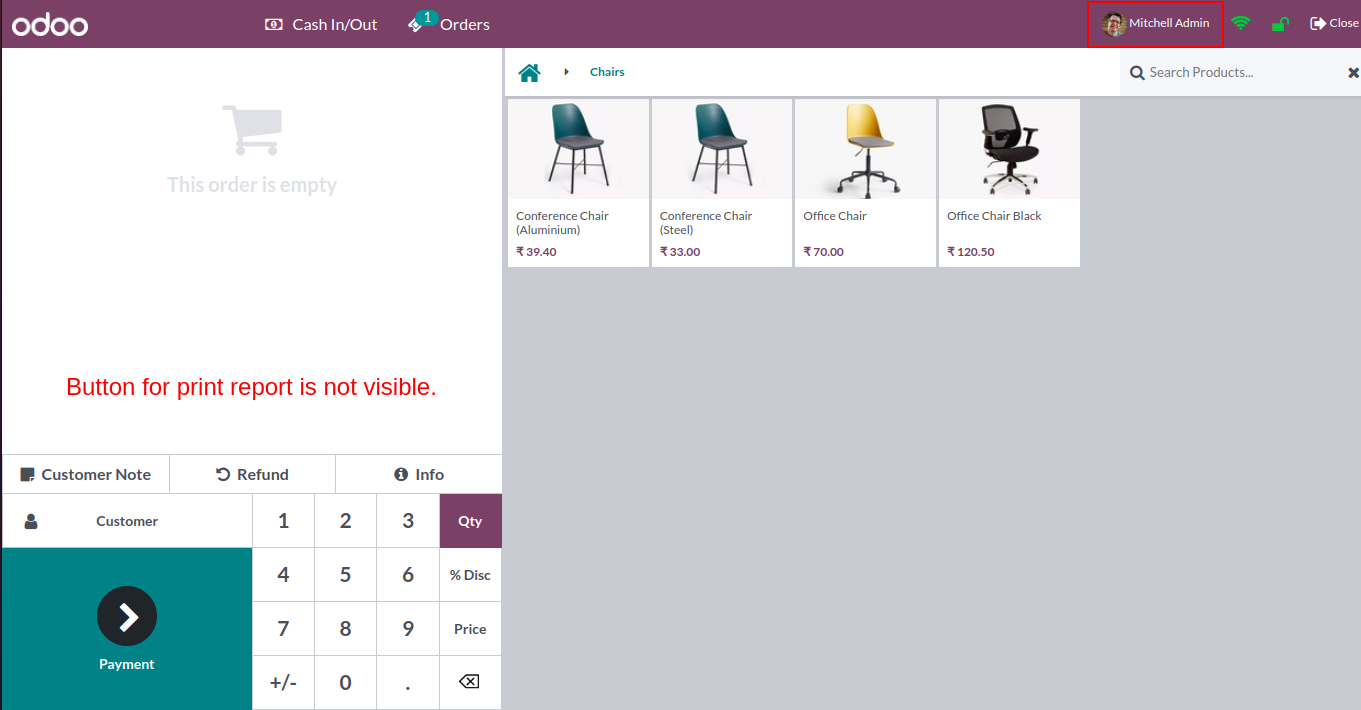 odoo
Cash In/Out
1
Orders
Mitchell Admin
Close
Chairs
Search Products...
This order is empty
Conference Chair
(Aluminium)
₹ 39.40
Conference Chair
(Steel)
₹ 33.00
Office Chair
₹ 70.00
Office Chair Black
₹ 120.50
Button for print report is not visible.
Customer Note
Refund
Info
Customer
1
2
3
Qty
4
5
6
% Disc
7
8
9
Price
Payment
+/-
0
.